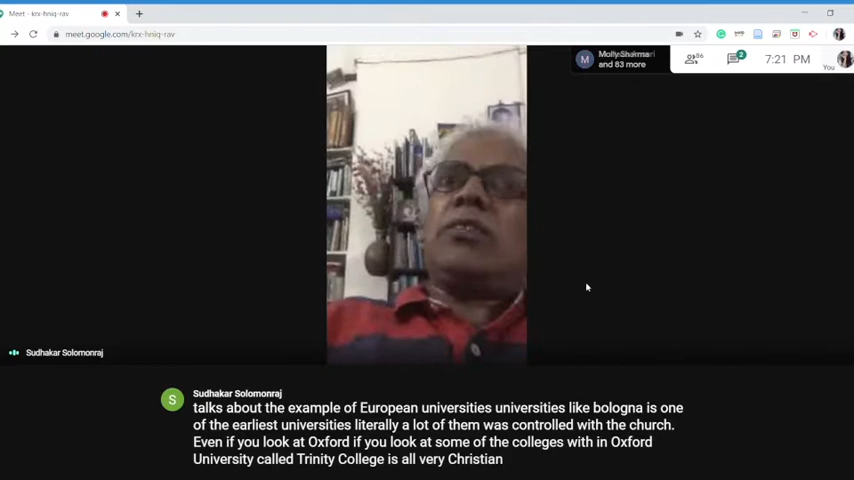 Meet - krx-hniq-rav
meet.google.com/krx-hniq-rav
M
and 83 more
86
2
7:21 PM
You
Sudhakar Solomonraj
S
Sudhakar Solomonraj
talks about the example of European universities universities like bologna is one
of the earliest universities literally a lot of them was controlled with the church.
Even if you look at Oxford if you look at some of the colleges with in Oxford
University called Trinity College is all very Christian